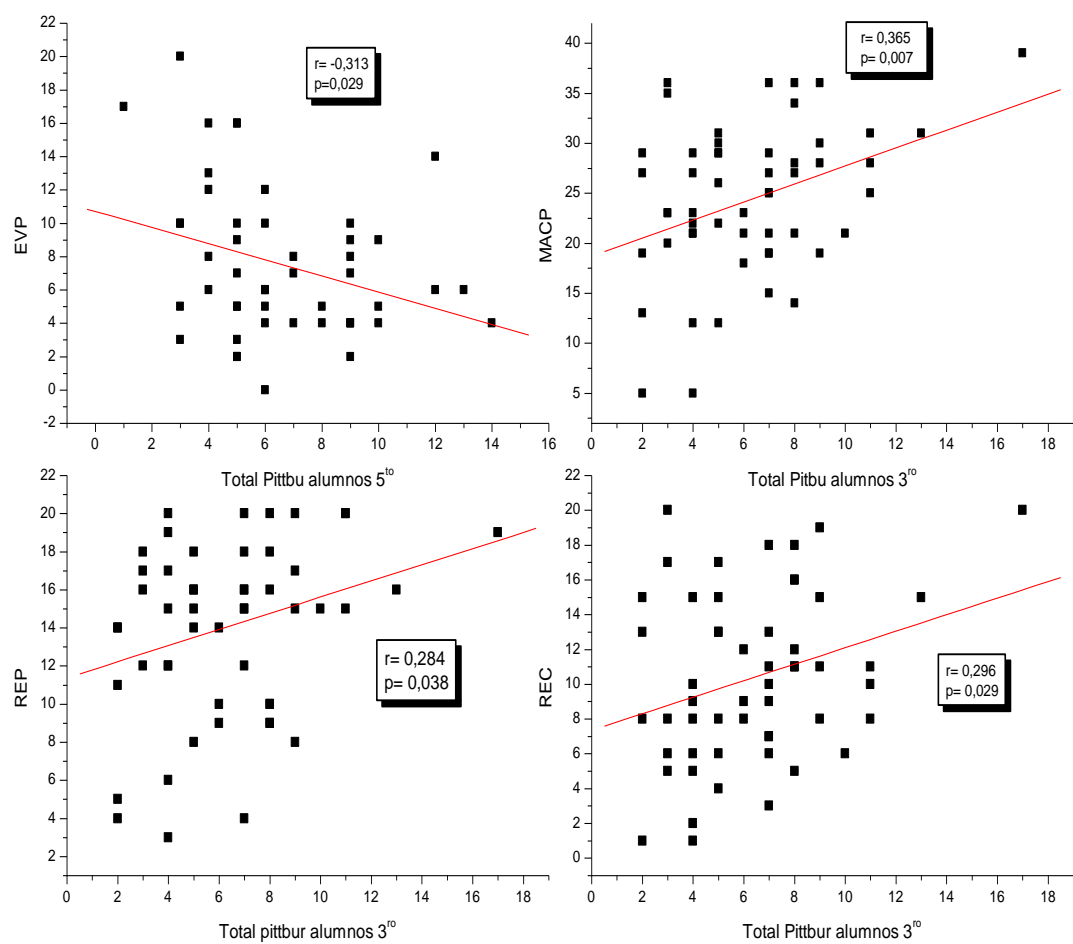 r= -0,313
p=0,029
EVP
20
18
16
14
12
10
8
6
4
2
0
-2
0 2 4 6 8 10 12 14 16
Total Pittbu alumnos 5to
r= 0,365
p= 0,007
MACP
40
35
30
25
20
15
10
5
0 2 4 6 8 10 12 14 16 18
Total Pitbu alumnos 3ro
r= 0,284
p= 0,038
REP
22
20
18
16
14
12
10
8
6
4
2
0 2 4 6 8 10 12 14 16 18
Total pittbur alumnos 3ro
r= 0,296
p= 0,029
REC
22
20
18
16
14
12
10
8
6
4
2
0
0 2 4 6 8 10 12 14 16 18
Total Pittbur alumnos 3ro